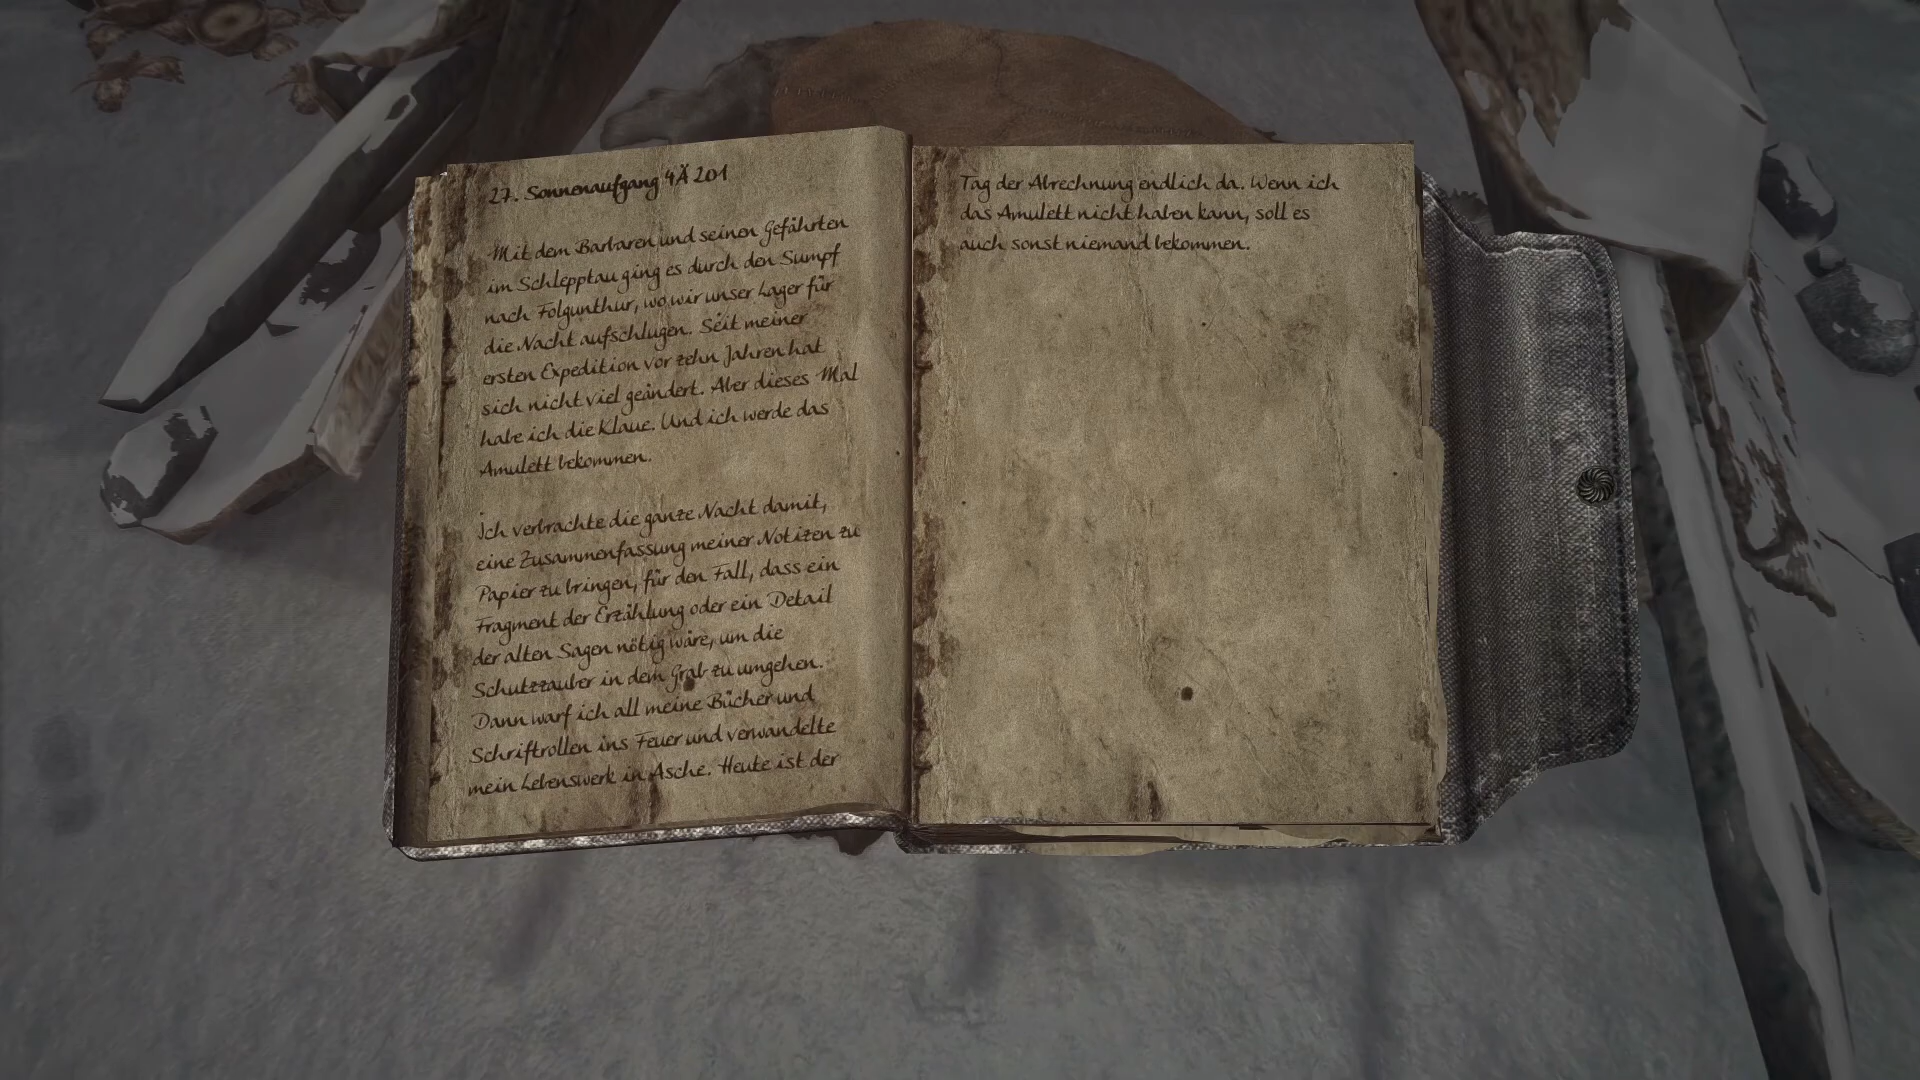 27. Sonnenaufgang 4Ä 201
Mit dem Barbaren und seinen Gefährten
im Schlepptau ging es durch den Sumpf
nach Folgunthur, wo wir unser Lager für
die Nacht aufschlugen. Seit meiner
ersten Expedition vor zehn Jahren hat
sich nicht viel geändert. Aber dieses Mal
habe ich die Klaue. Und ich werde das
Amulett bekommen.
Ich verbrachte die ganze Nacht damit,
eine Zusammenfassung meiner Notizen zu
Papier zu bringen, für den Fall, dass ein
Fragment der Erzählung oder ein Detail
der alten Sagen nötig wäre, um die
Schutzzauber in dem Grab zu umgehen.
Dann warf ich all meine Bücher und
Schriftrollen ins Feuer und verwandelte
mein Lebenswerk in Asche. Heute ist der
Tag der Abrechnung endlich da. Wenn ich
das Amulett nicht haben kann, soll es
auch sonst niemand bekommen.